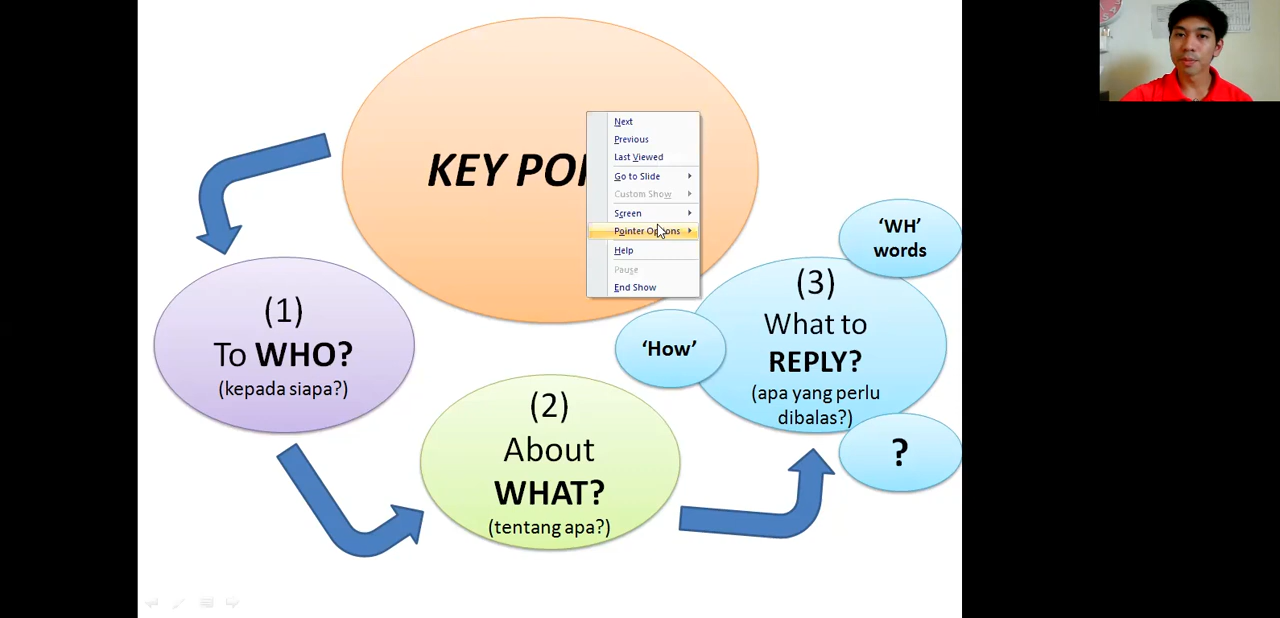 KEY POI
Next
Previous
Last Viewed
Go to Slide
Custom Show
Screen
Pointer Options
Help
Pause
End Show
(1)
To WHO?
(kepada siapa?)
(2)
About
WHAT?
(tentang apa?)
(3)
What to
REPLY?
(apa yang perlu
dibalas?)
‘WH’
words
‘How’
?